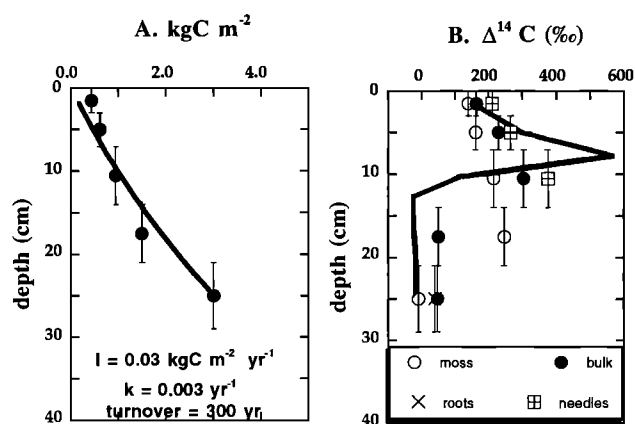 A. kgC m⁻²
0.0 2.0 4.0
0
10
20
30
40
depth (cm)
I = 0.03 kgC m⁻² yr⁻¹
k = 0.003 yr⁻¹
turnover = 300 yr
B. Δ¹⁴ C (‰)
0 200 400 600
0
10
20
30
40
depth (cm)
moss bulk
roots needles